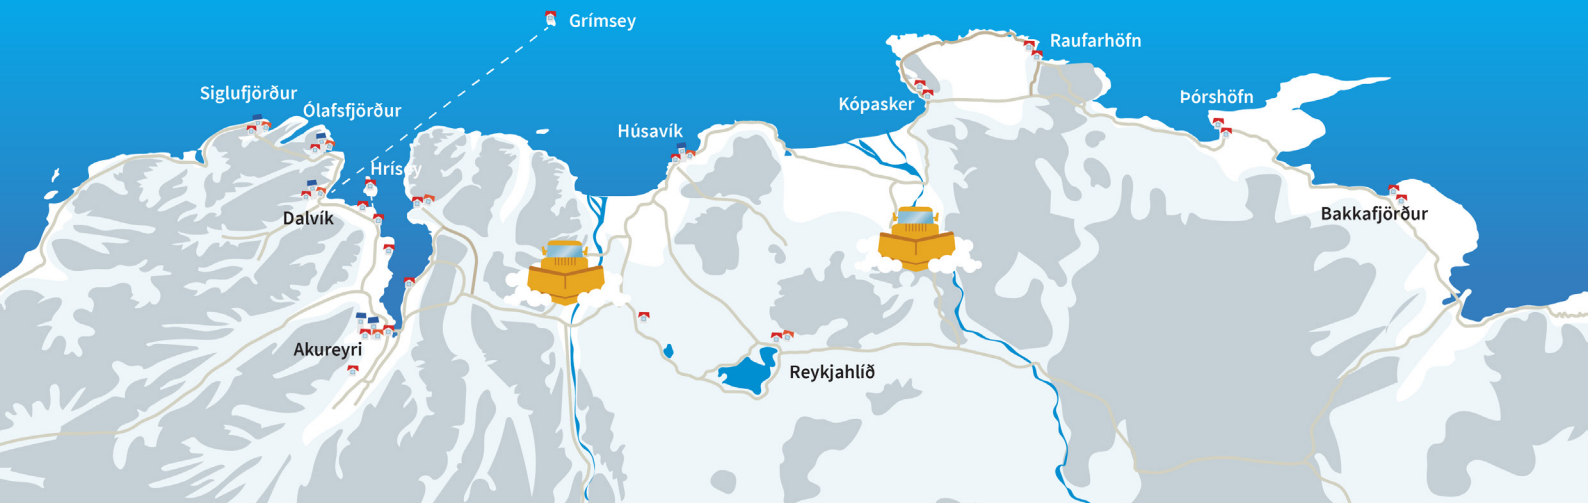 Grímsey
Raufarhöfn
Siglufjörður
Ólafsfjörður
Kópasker
Þórshöfn
Húsavík
Hrísey
Dalvík
Bakkafjörður
Akureyri
Reykjahlíð